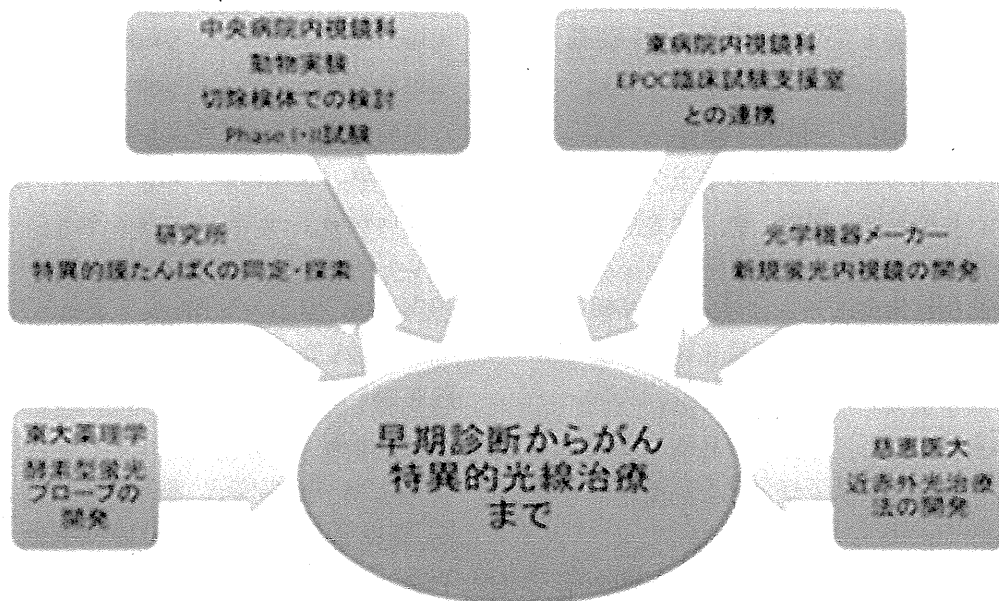 中央病院内視鏡科
動物実験
切除検体での検討
Phase I・II試験
東病院内視鏡科
EPOC臨床試験支援室
との連携
研究所
特異的膜たんぱくの同定・探索
光学機器メーカー
新規蛍光内視鏡の開発
東大薬理学
酵素型蛍光
プローブの
開発
早期診断からがん
特異的光線治療
まで
慈恵医大
近赤外光治療
法の開発